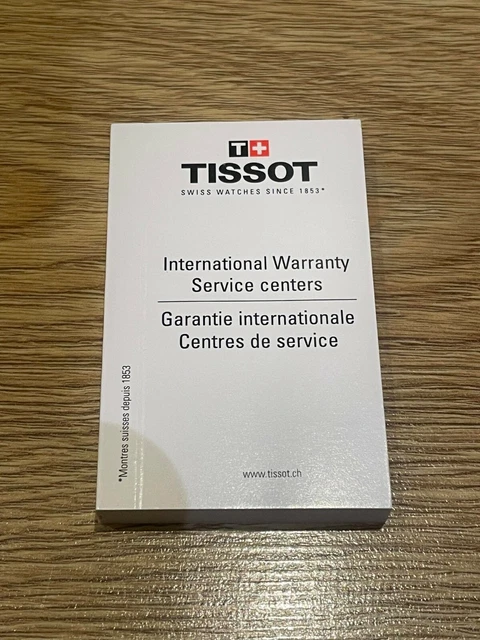 T+
TISSOT
SWISS WATCHES SINCE 1853*
International Warranty
Service centers
Garantie internationale
Centres de service
*Montres suisses depuis 1853
www.tissot.ch